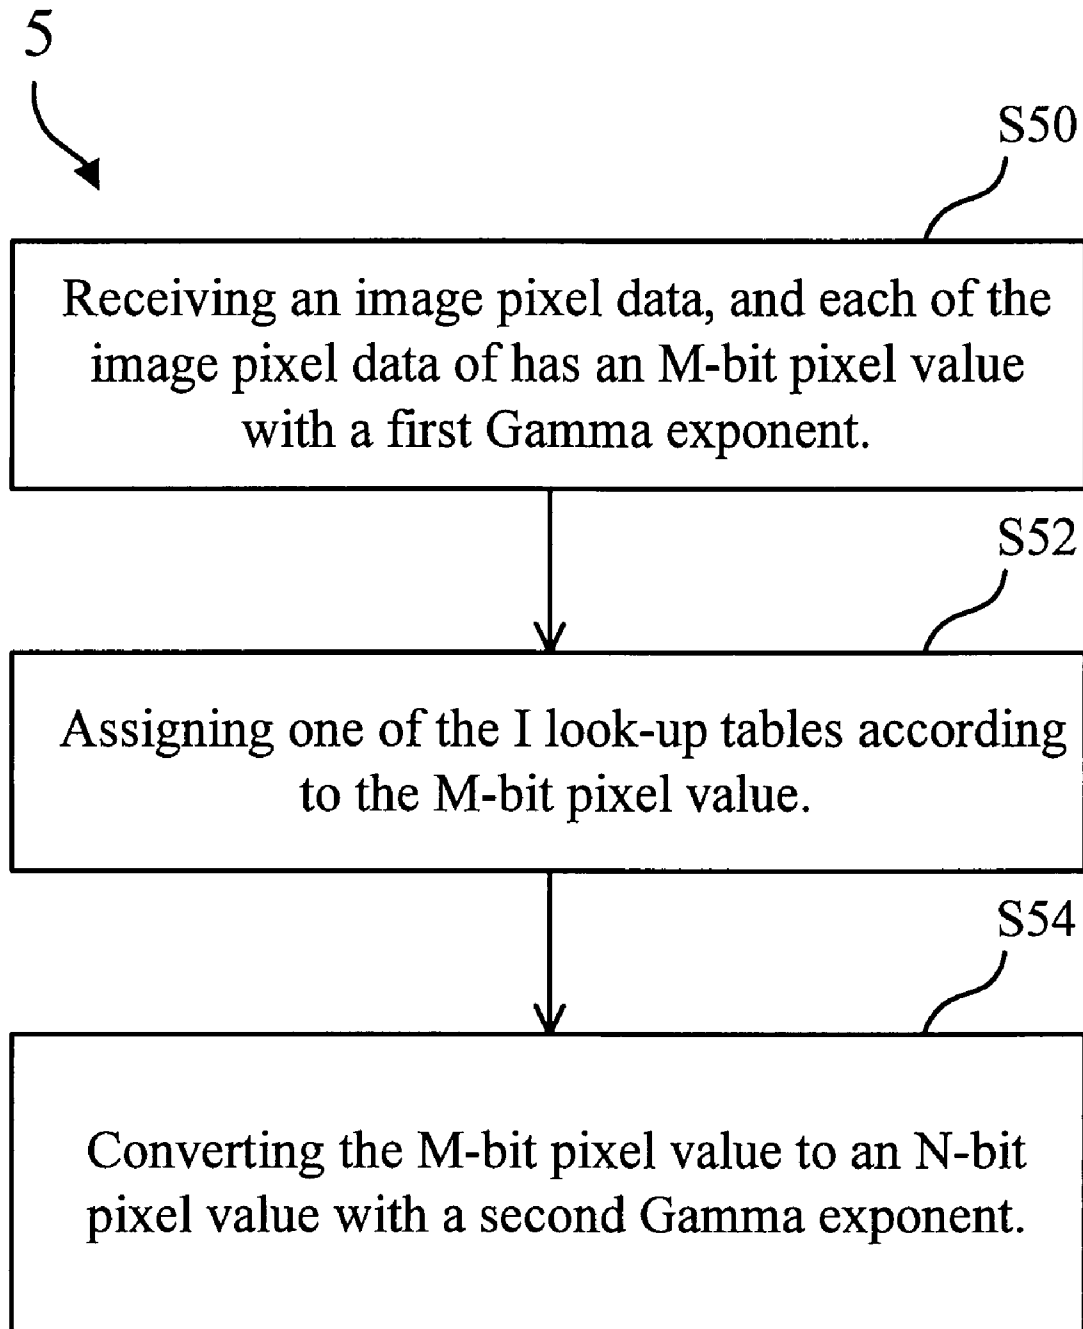 5
S50
Receiving an image pixel data, and each of the
image pixel data of has an M-bit pixel value
with a first Gamma exponent.
S52
Assigning one of the I look-up tables according
to the M-bit pixel value.
S54
Converting the M-bit pixel value to an N-bit
pixel value with a second Gamma exponent.